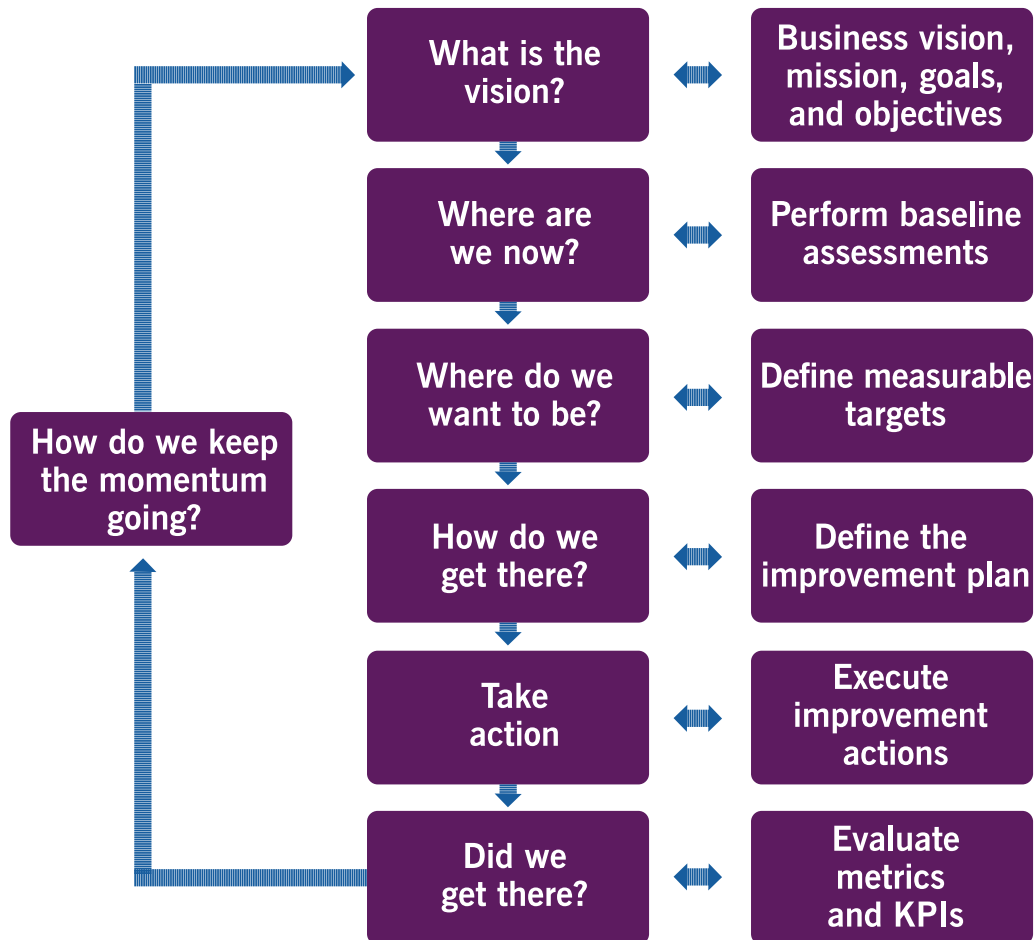 What is the
vision?
Business vision,
mission, goals,
and objectives
Where are
we now?
Perform baseline
assessments
Where do we
want to be?
Define measurable
targets
How do we keep
the momentum
going?
How do we
get there?
Define the
improvement plan
Take
action
Execute
improvement
actions
Did we
get there?
Evaluate
metrics
and KPIs